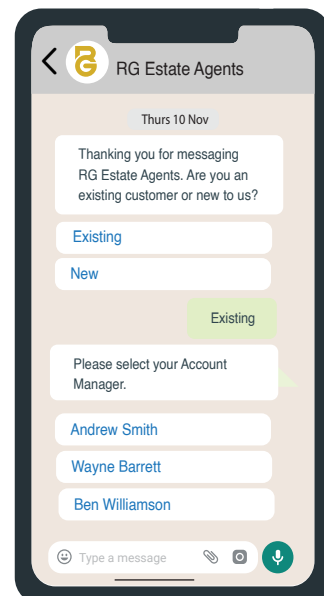 RG Estate Agents
Thurs 10 Nov
Thanking you for messaging
RG Estate Agents. Are you an
existing customer or new to us?
Existing
New
Existing
Please select your Account
Manager.
Andrew Smith
Wayne Barrett
Ben Williamson
Type a message